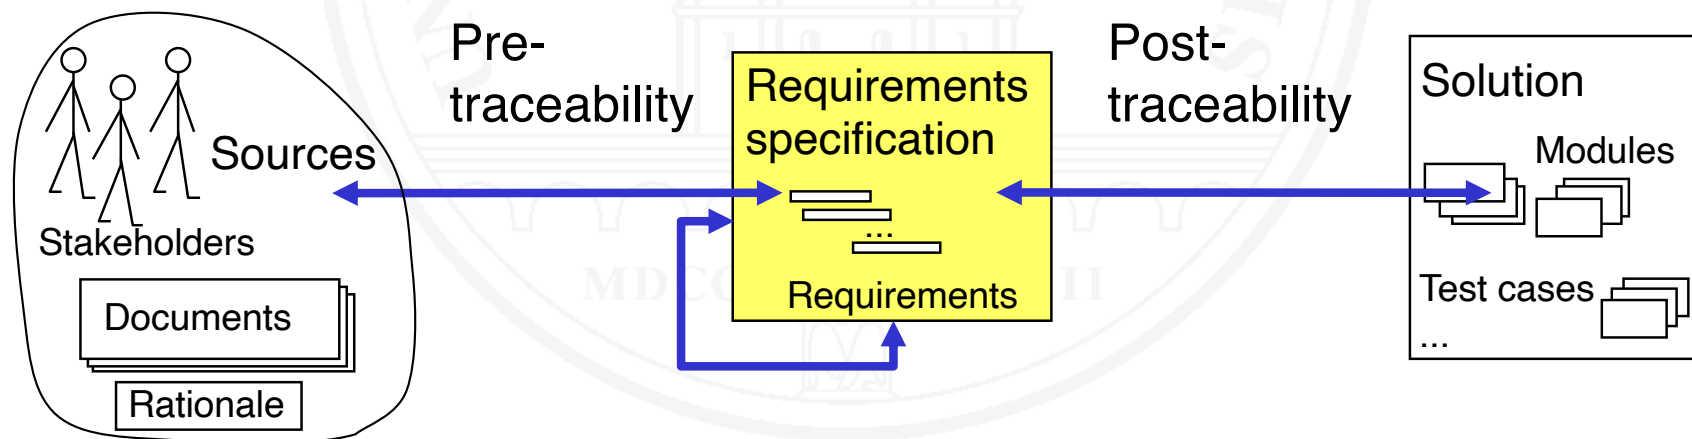 Pre-
traceability
Post-
traceability
Sources
Stakeholders
Documents
Rationale
Requirements
specification
...
Requirements
Solution
Modules
Test cases
...